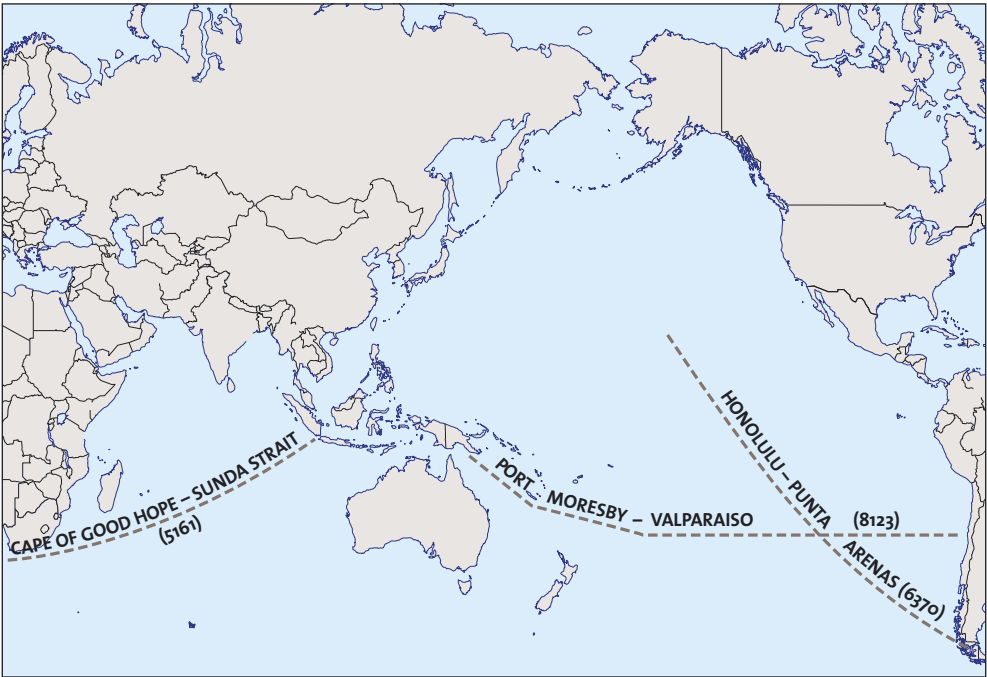 CAPE OF GOOD HOPE – SUNDA STRAIT
(5161)
PORT MORESBY – VALPARAISO
(8123)
HONOLULU – PUNTA ARENAS (6370)